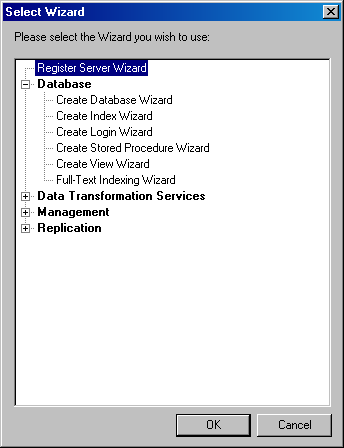 Select Wizard
Please select the Wizard you wish to use:
Register Server Wizard
Database
Create Database Wizard
Create Index Wizard
Create Login Wizard
Create Stored Procedure Wizard
Create View Wizard
Full-Text Indexing Wizard
Data Transformation Services
Management
Replication
OK
Cancel